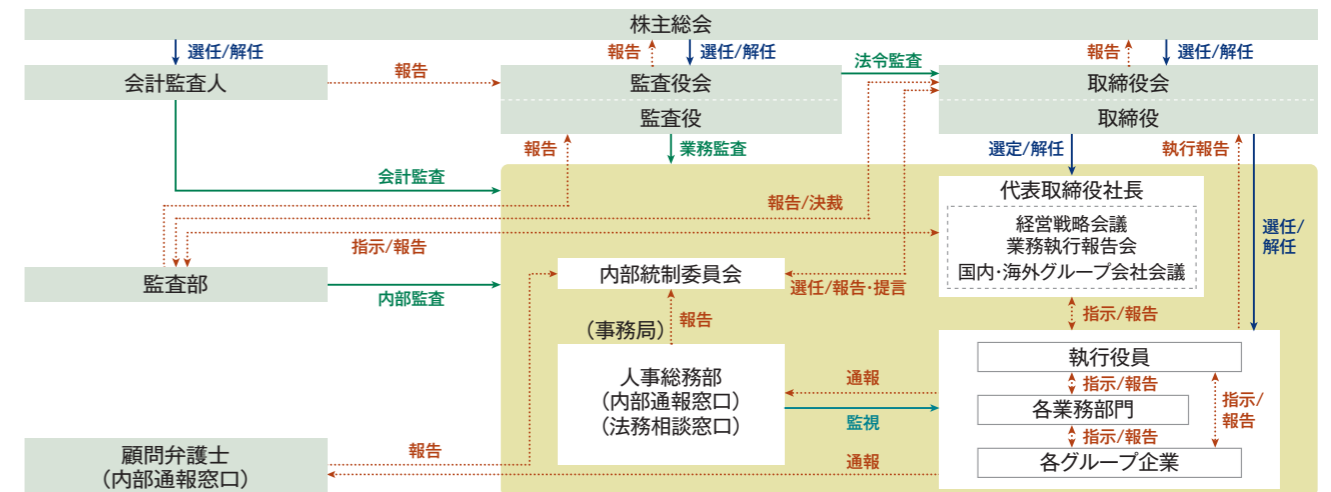 株主総会
選任/解任
報告
選任/解任
報告
選任/解任
会計監査人
報告
監査役会
監査役
法令監査
取締役会
取締役
報告
業務監査
選定/解任
執行報告
会計監査
報告/決裁
代表取締役社長
経営戦略会議
業務執行報告会
国内・海外グループ会社会議
選任/
解任
指示/報告
監査部
内部監査
内部統制委員会
選任/報告・提言
報告
(事務局)
指示/報告
人事総務部
(内部通報窓口)
(法務相談窓口)
通報
監視
執行役員
指示/報告
各業務部門
指示/報告
各グループ企業
指示/
報告
顧問弁護士
(内部通報窓口)
報告
通報